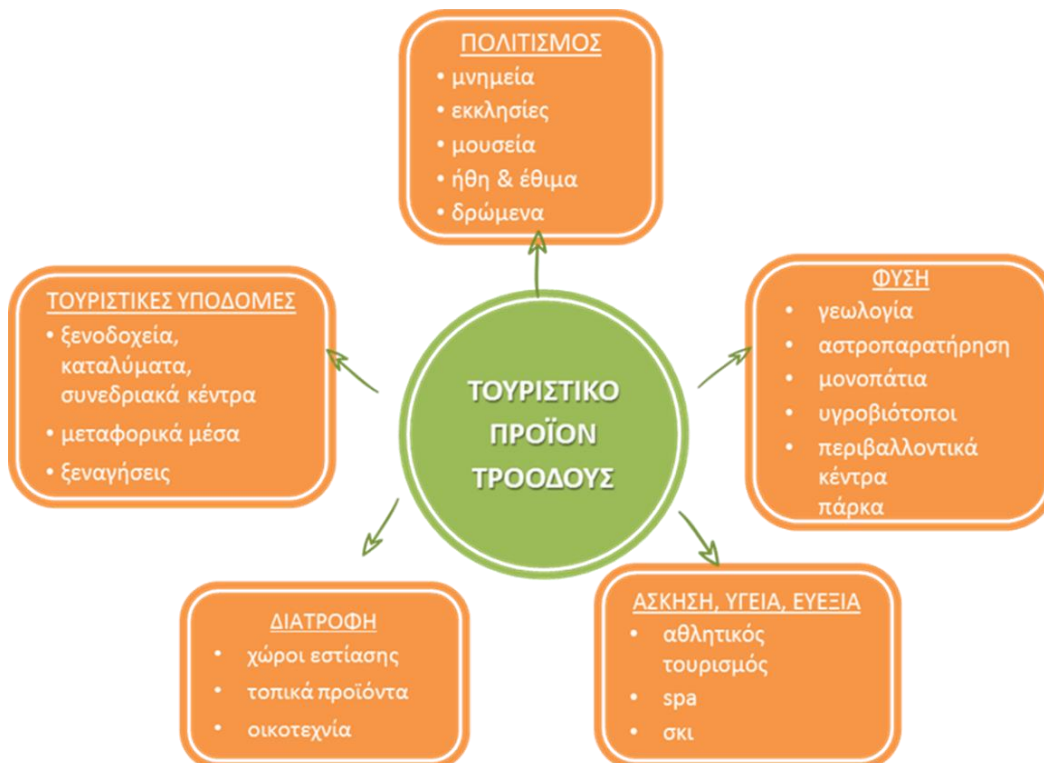 ΠΟΛΙΤΙΣΜΟΣ
• μνημεία
• εκκλησίες
• μουσεία
• ήθη & έθιμα
• δρώμενα
ΤΟΥΡΙΣΤΙΚΕΣ ΥΠΟΔΟΜΕΣ
• ξενοδοχεία,
καταλύματα,
συνεδριακά κέντρα
• μεταφορικά μέσα
• ξεναγήσεις
ΤΟΥΡΙΣΤΙΚΟ
ΠΡΟΪΟΝ
ΤΡΟΟΔΟΥΣ
ΦΥΣΗ
• γεωλογία
• αστροπαρατήρηση
• μονοπάτια
• υγροβιότοποι
• περιβαλλοντικά
κέντρα
πάρκα
ΔΙΑΤΡΟΦΗ
• χώροι εστίασης
• τοπικά προϊόντα
• οικοτεχνία
ΑΣΚΗΣΗ, ΥΓΕΙΑ, ΕΥΕΞΙΑ
• αθλητικός
τουρισμός
• spa
• σκι